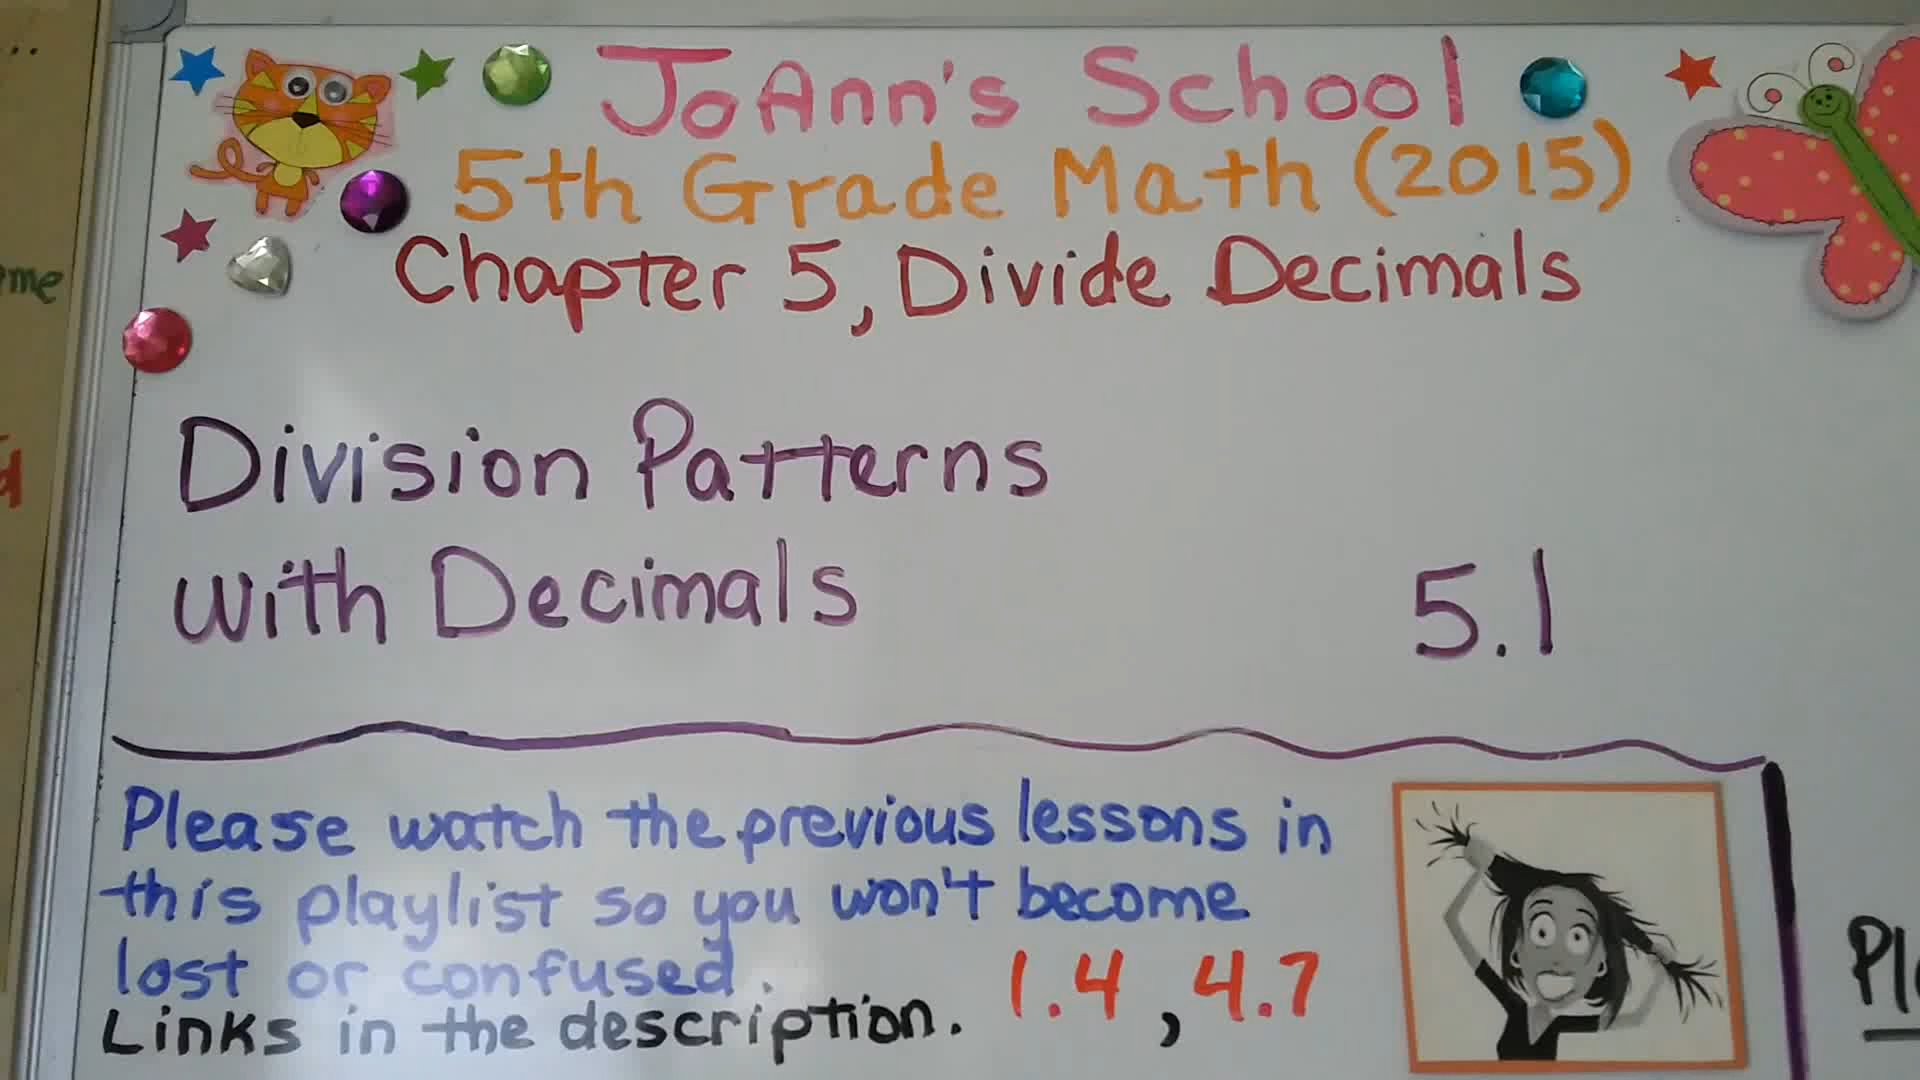 JoAnn's School
5th Grade Math (2015)
Chapter 5, Divide Decimals
Division Patterns
with Decimals
5.1
Please watch the previous lessons in
this playlist so you won't become
lost or confused.
1.4, 4.7
Links in the description.